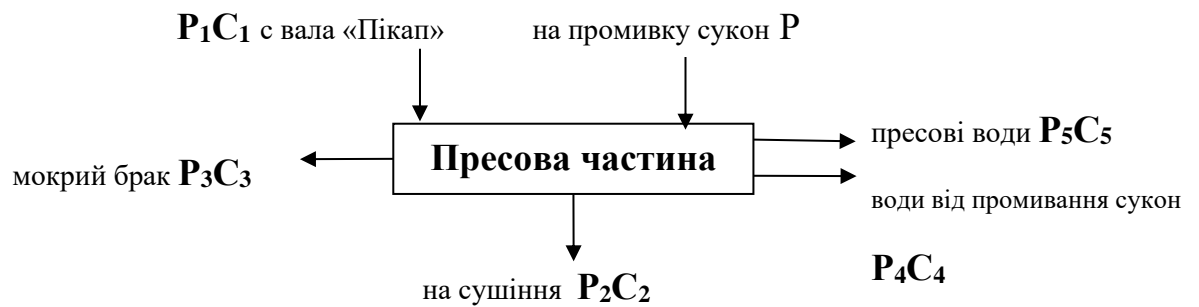 P₁C₁ с вала «Пікап»
на промивку сукон Р
Пресова частина
пресові води P₅C₅
мокрий брак P₃C₃
води від промивання сукон
P₄C₄
на сушіння P₂C₂